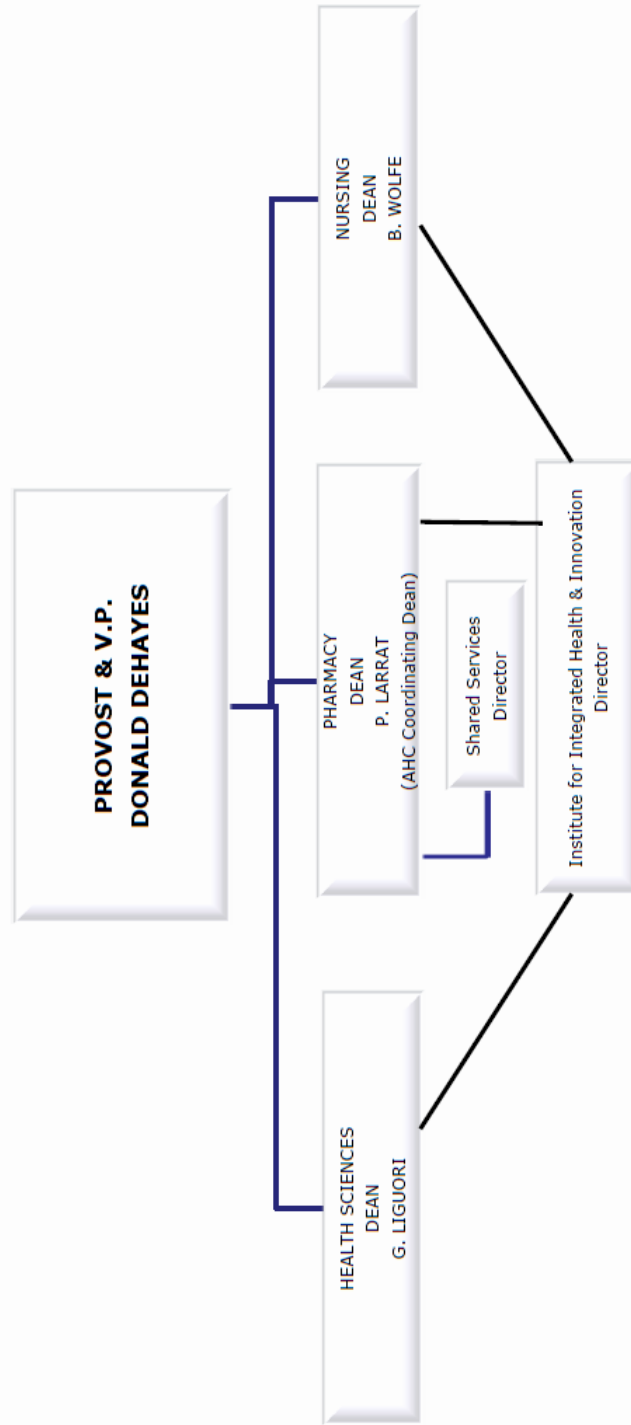 PROVOST & V.P.
DONALD DEHAYES
HEALTH SCIENCES
DEAN
G. LIGUORI
PHARMACY
DEAN
P. LARRAT
(AHC Coordinating Dean)
NURSING
DEAN
B. WOLFE
Shared Services
Director
Institute for Integrated Health & Innovation
Director